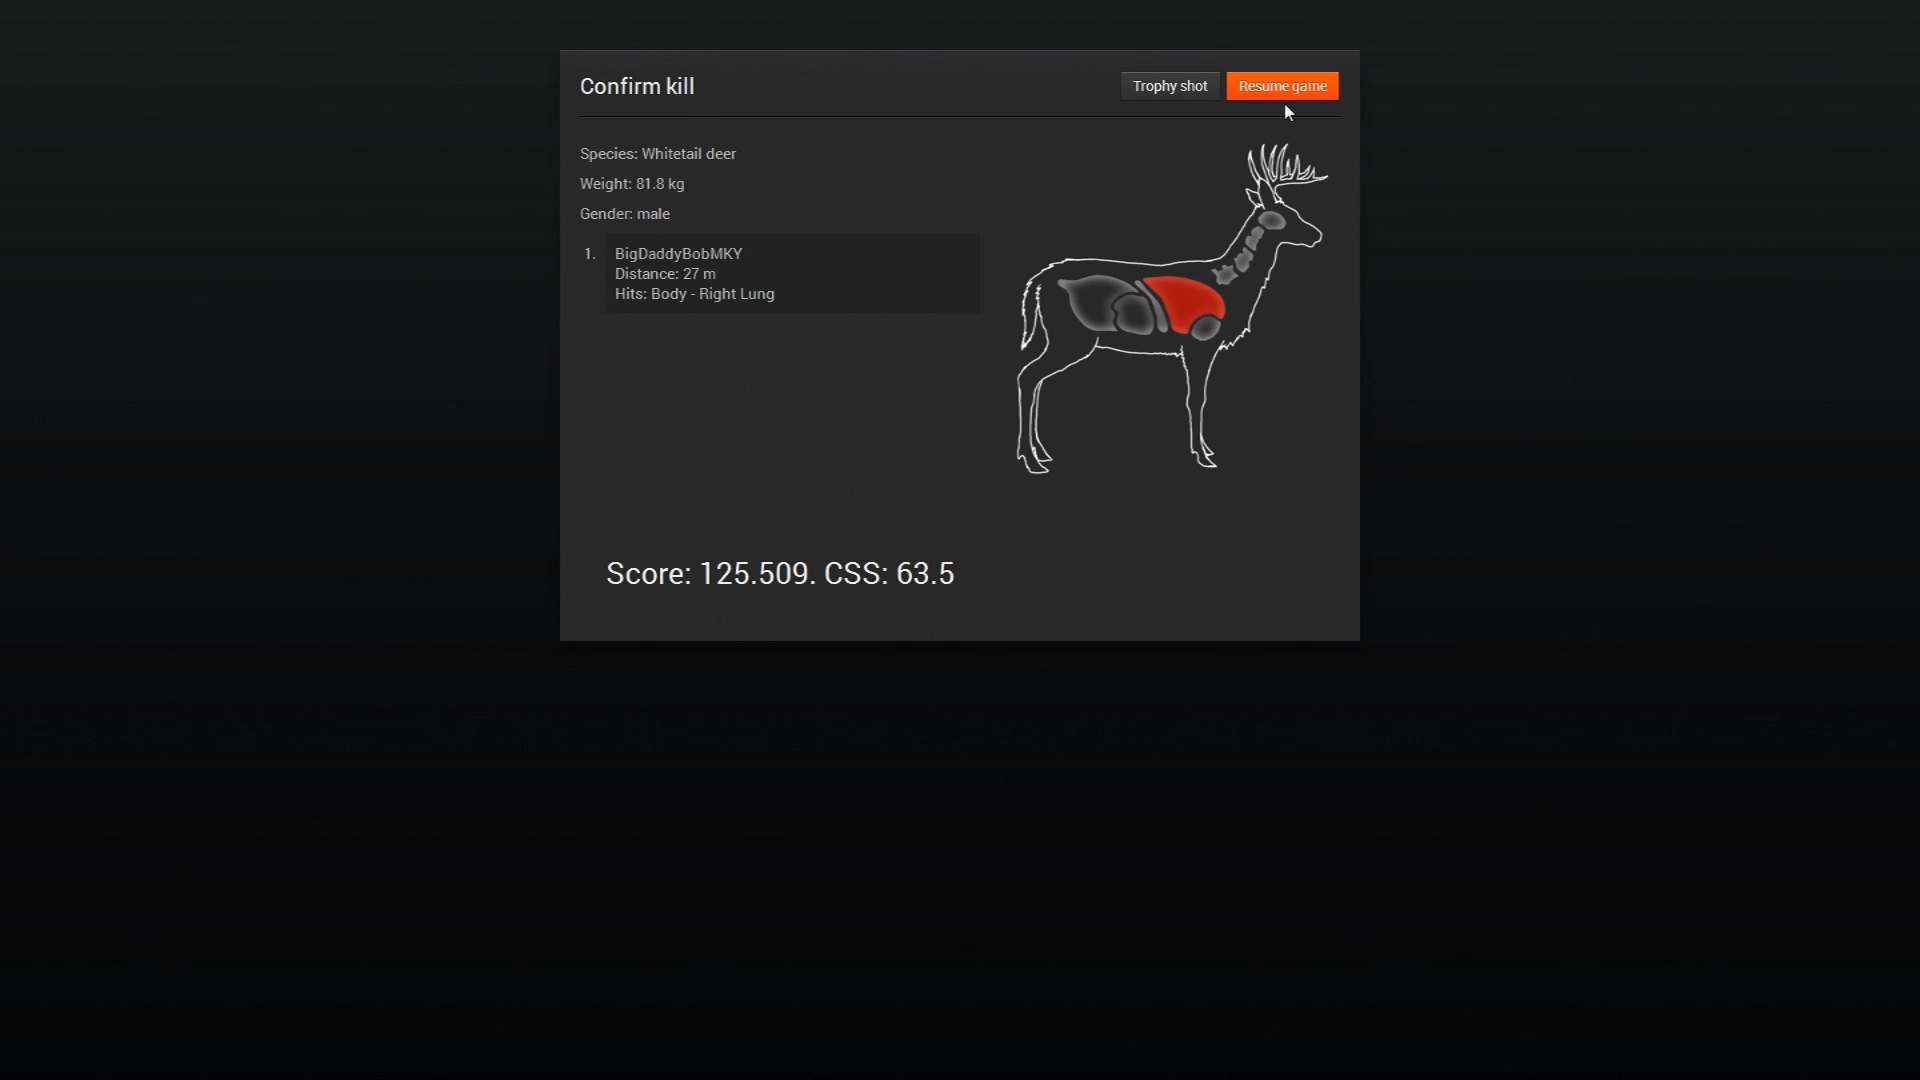 Confirm kill
Trophy shot
Resume game
Species: Whitetail deer
Weight: 81.8 kg
Gender: male
1.
BigDaddyBobMKY
Distance: 27 m
Hits: Body - Right Lung
Score: 125.509. CSS: 63.5